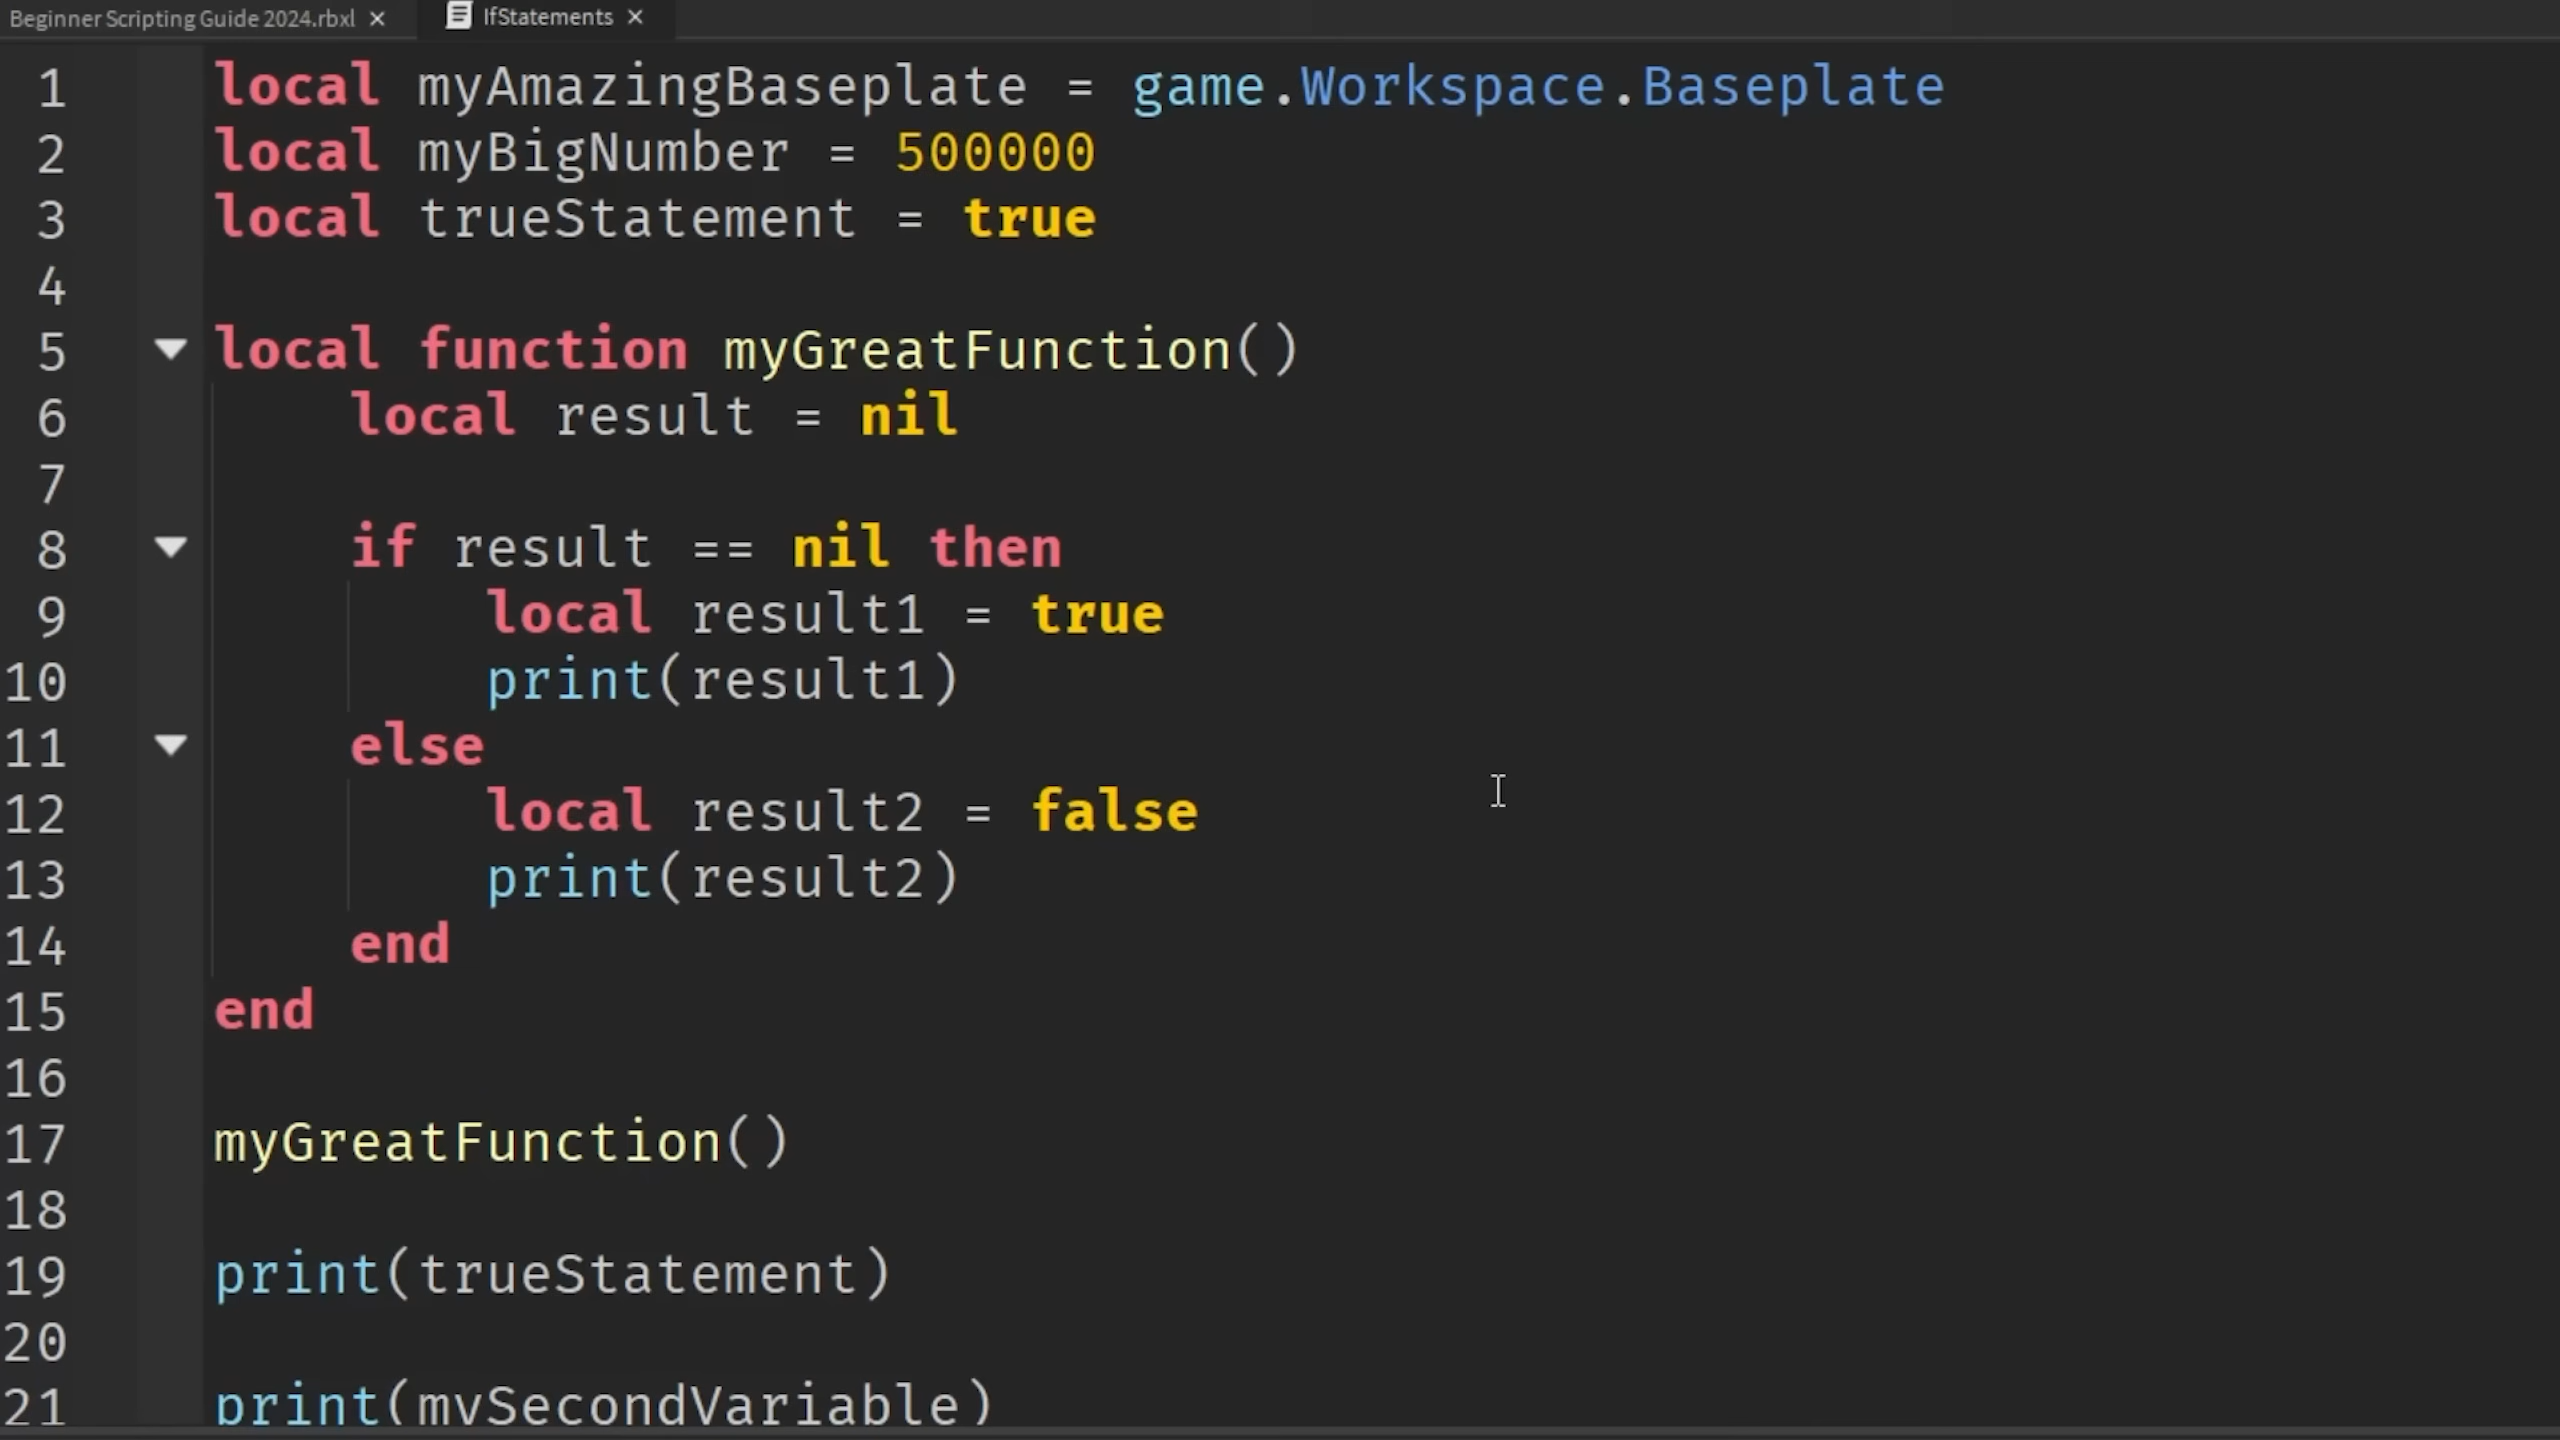 Beginner Scripting Guide 2024.rbxl × IfStatements ×
1 local myAmazingBaseplate = game.Workspace.Baseplate
2 local myBigNumber = 500000
3 local trueStatement = true
4
5 local function myGreatFunction()
6 local result = nil
7
8 if result == nil then
9 local result1 = true
10 print(result1)
11 else
12 local result2 = false
13 print(result2)
14 end
15 end
16
17 myGreatFunction()
18
19 print(trueStatement)
20
21 print(mySecondVariable)